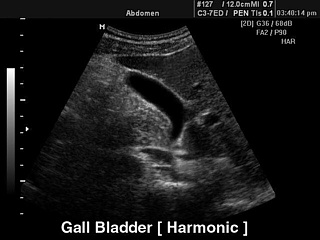 Abdomen
#127 / 12.0cm MI 0.7
C3-7ED / PEN TIs 0.1 03:40:14 pm
[2D] G36 / 68dB
FA2 / P90
HAR
H
Gall Bladder [ Harmonic ]